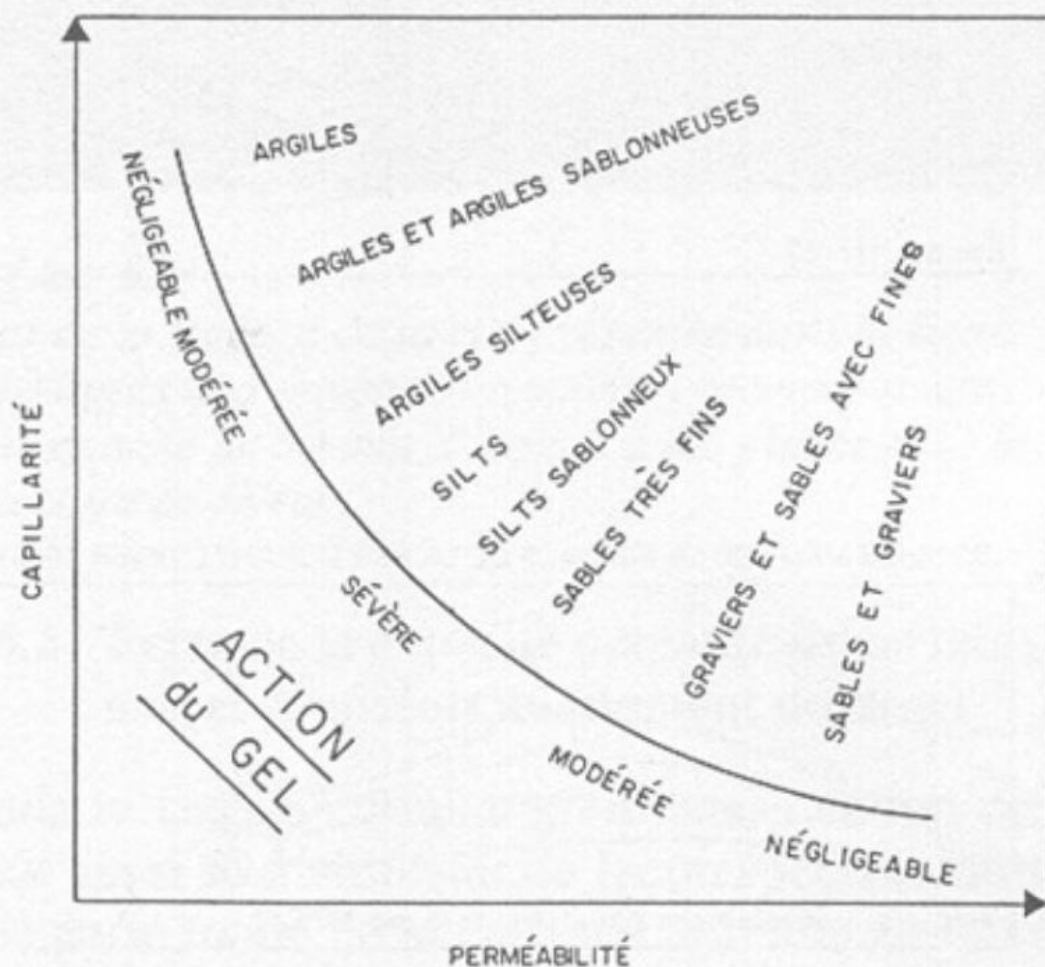 ARGILES
ARGILES ET ARGILES SABLONNEUSES
ARGILES SILTEUSES
SILTS
SILTS SABLONNEUX
SABLES TRÈS FINS
GRAVIERS ET SABLES AVEC FINES
SABLES ET GRAVIERS
NÉGLIGEABLE
MODÉRÉE
SÉVÈRE
MODÉRÉE
NÉGLIGEABLE
ACTION
du GEL
CAPILLARITÉ
PERMÉABILITÉ